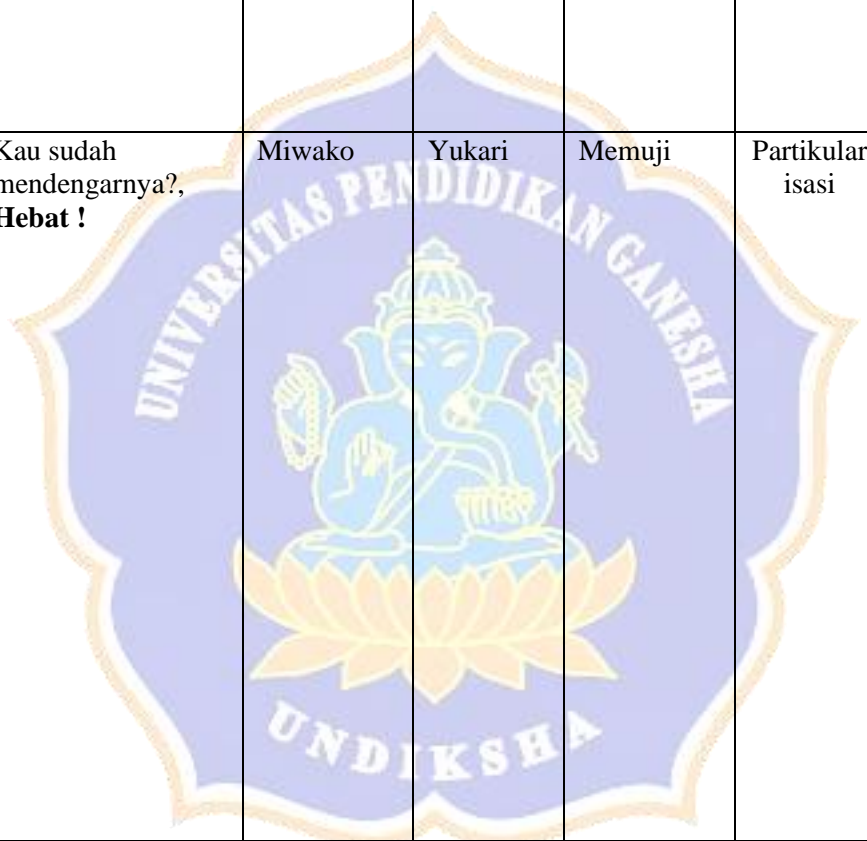 Kau sudah Miwako Yukari Memuji Partikular
mendengarnya?, isasi
Hebat !
UNIVERSITAS PENDIDIKAN GANESHA
UNDIKSHA